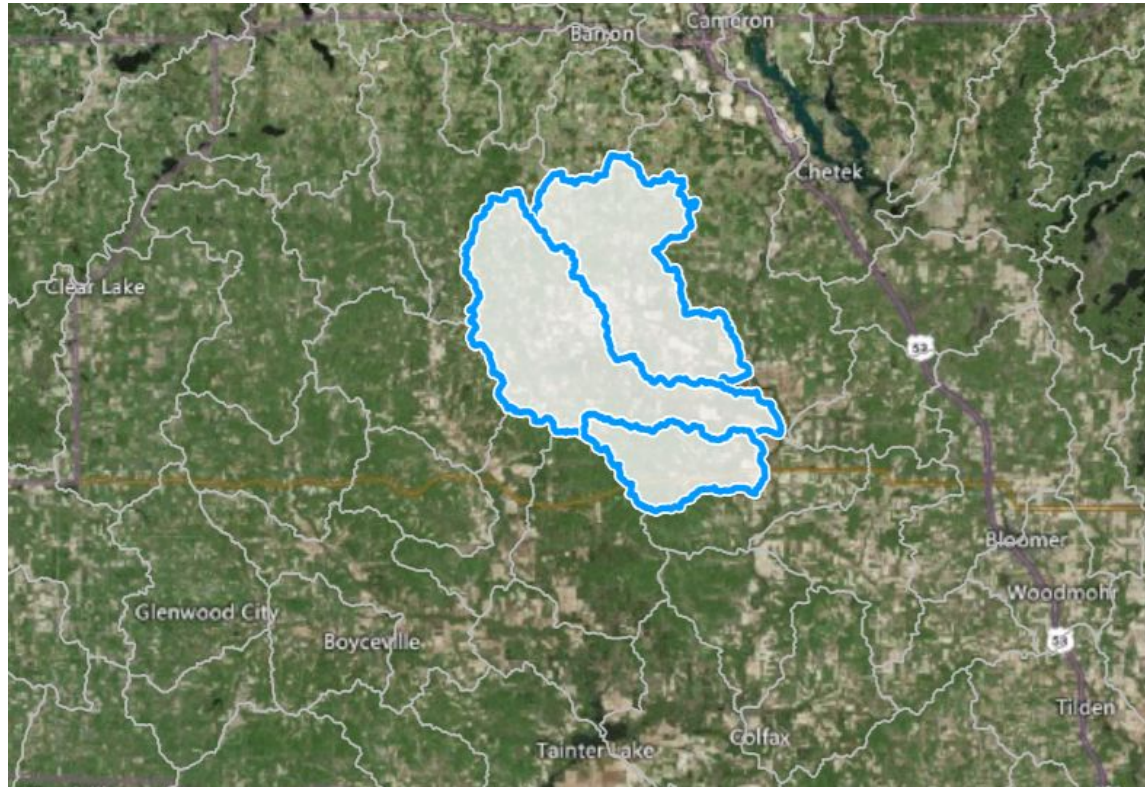 Cameron
Barron
Chetek
Clear Lake
53
Bloomer
Woodmohr
Glenwood City
Boyceville
53
Tilden
Colfax
Tainter Lake